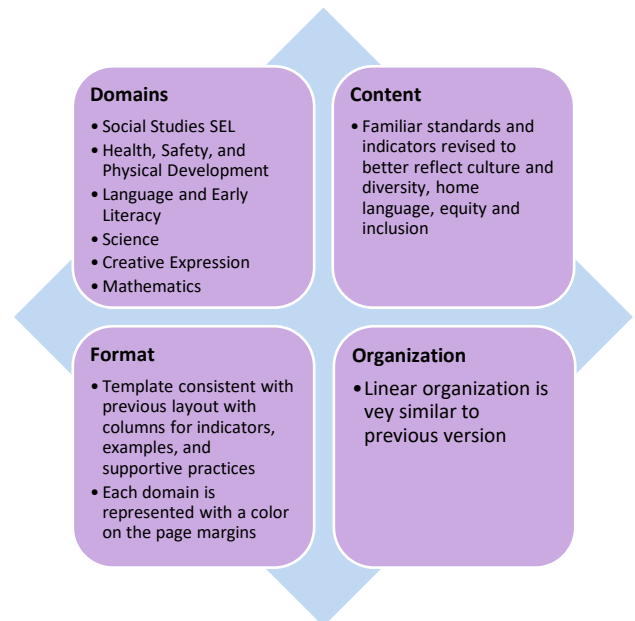 Domains
• Social Studies SEL
• Health, Safety, and
Physical Development
• Language and Early
Literacy
• Science
• Creative Expression
• Mathematics
Content
• Familiar standards and
indicators revised to
better reflect culture and
diversity, home
language, equity and
inclusion
Format
• Template consistent with
previous layout with
columns for indicators,
examples, and
supportive practices
• Each domain is
represented with a color
on the page margins
Organization
• Linear organization is
vey similar to
previous version